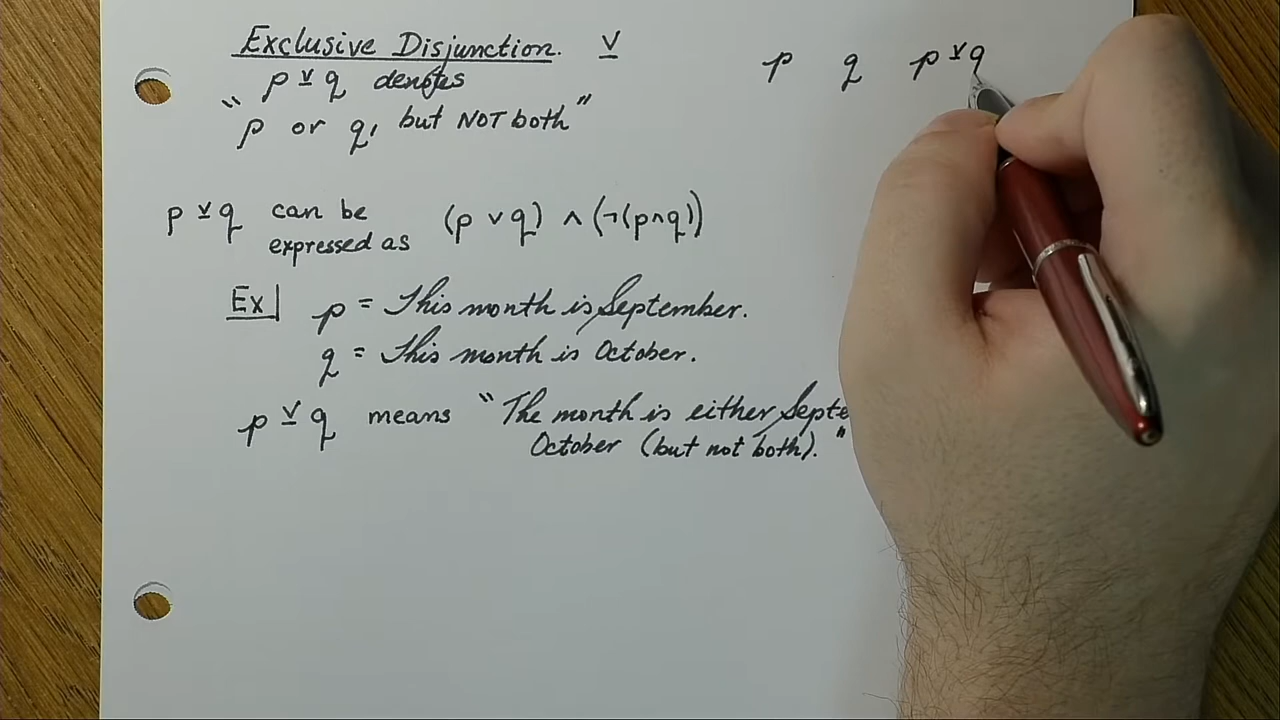 Exclusive Disjunction. ⊻
p ⊻ q denotes
"p or q, but NOT both"
p q p⊻q
p ⊻ q can be
expressed as (p ∨ q) ∧ (¬(p∧q))
Ex| p = This month is September.
q = This month is October.
p ⊻ q means "The month is either Septe
October (but not both)."